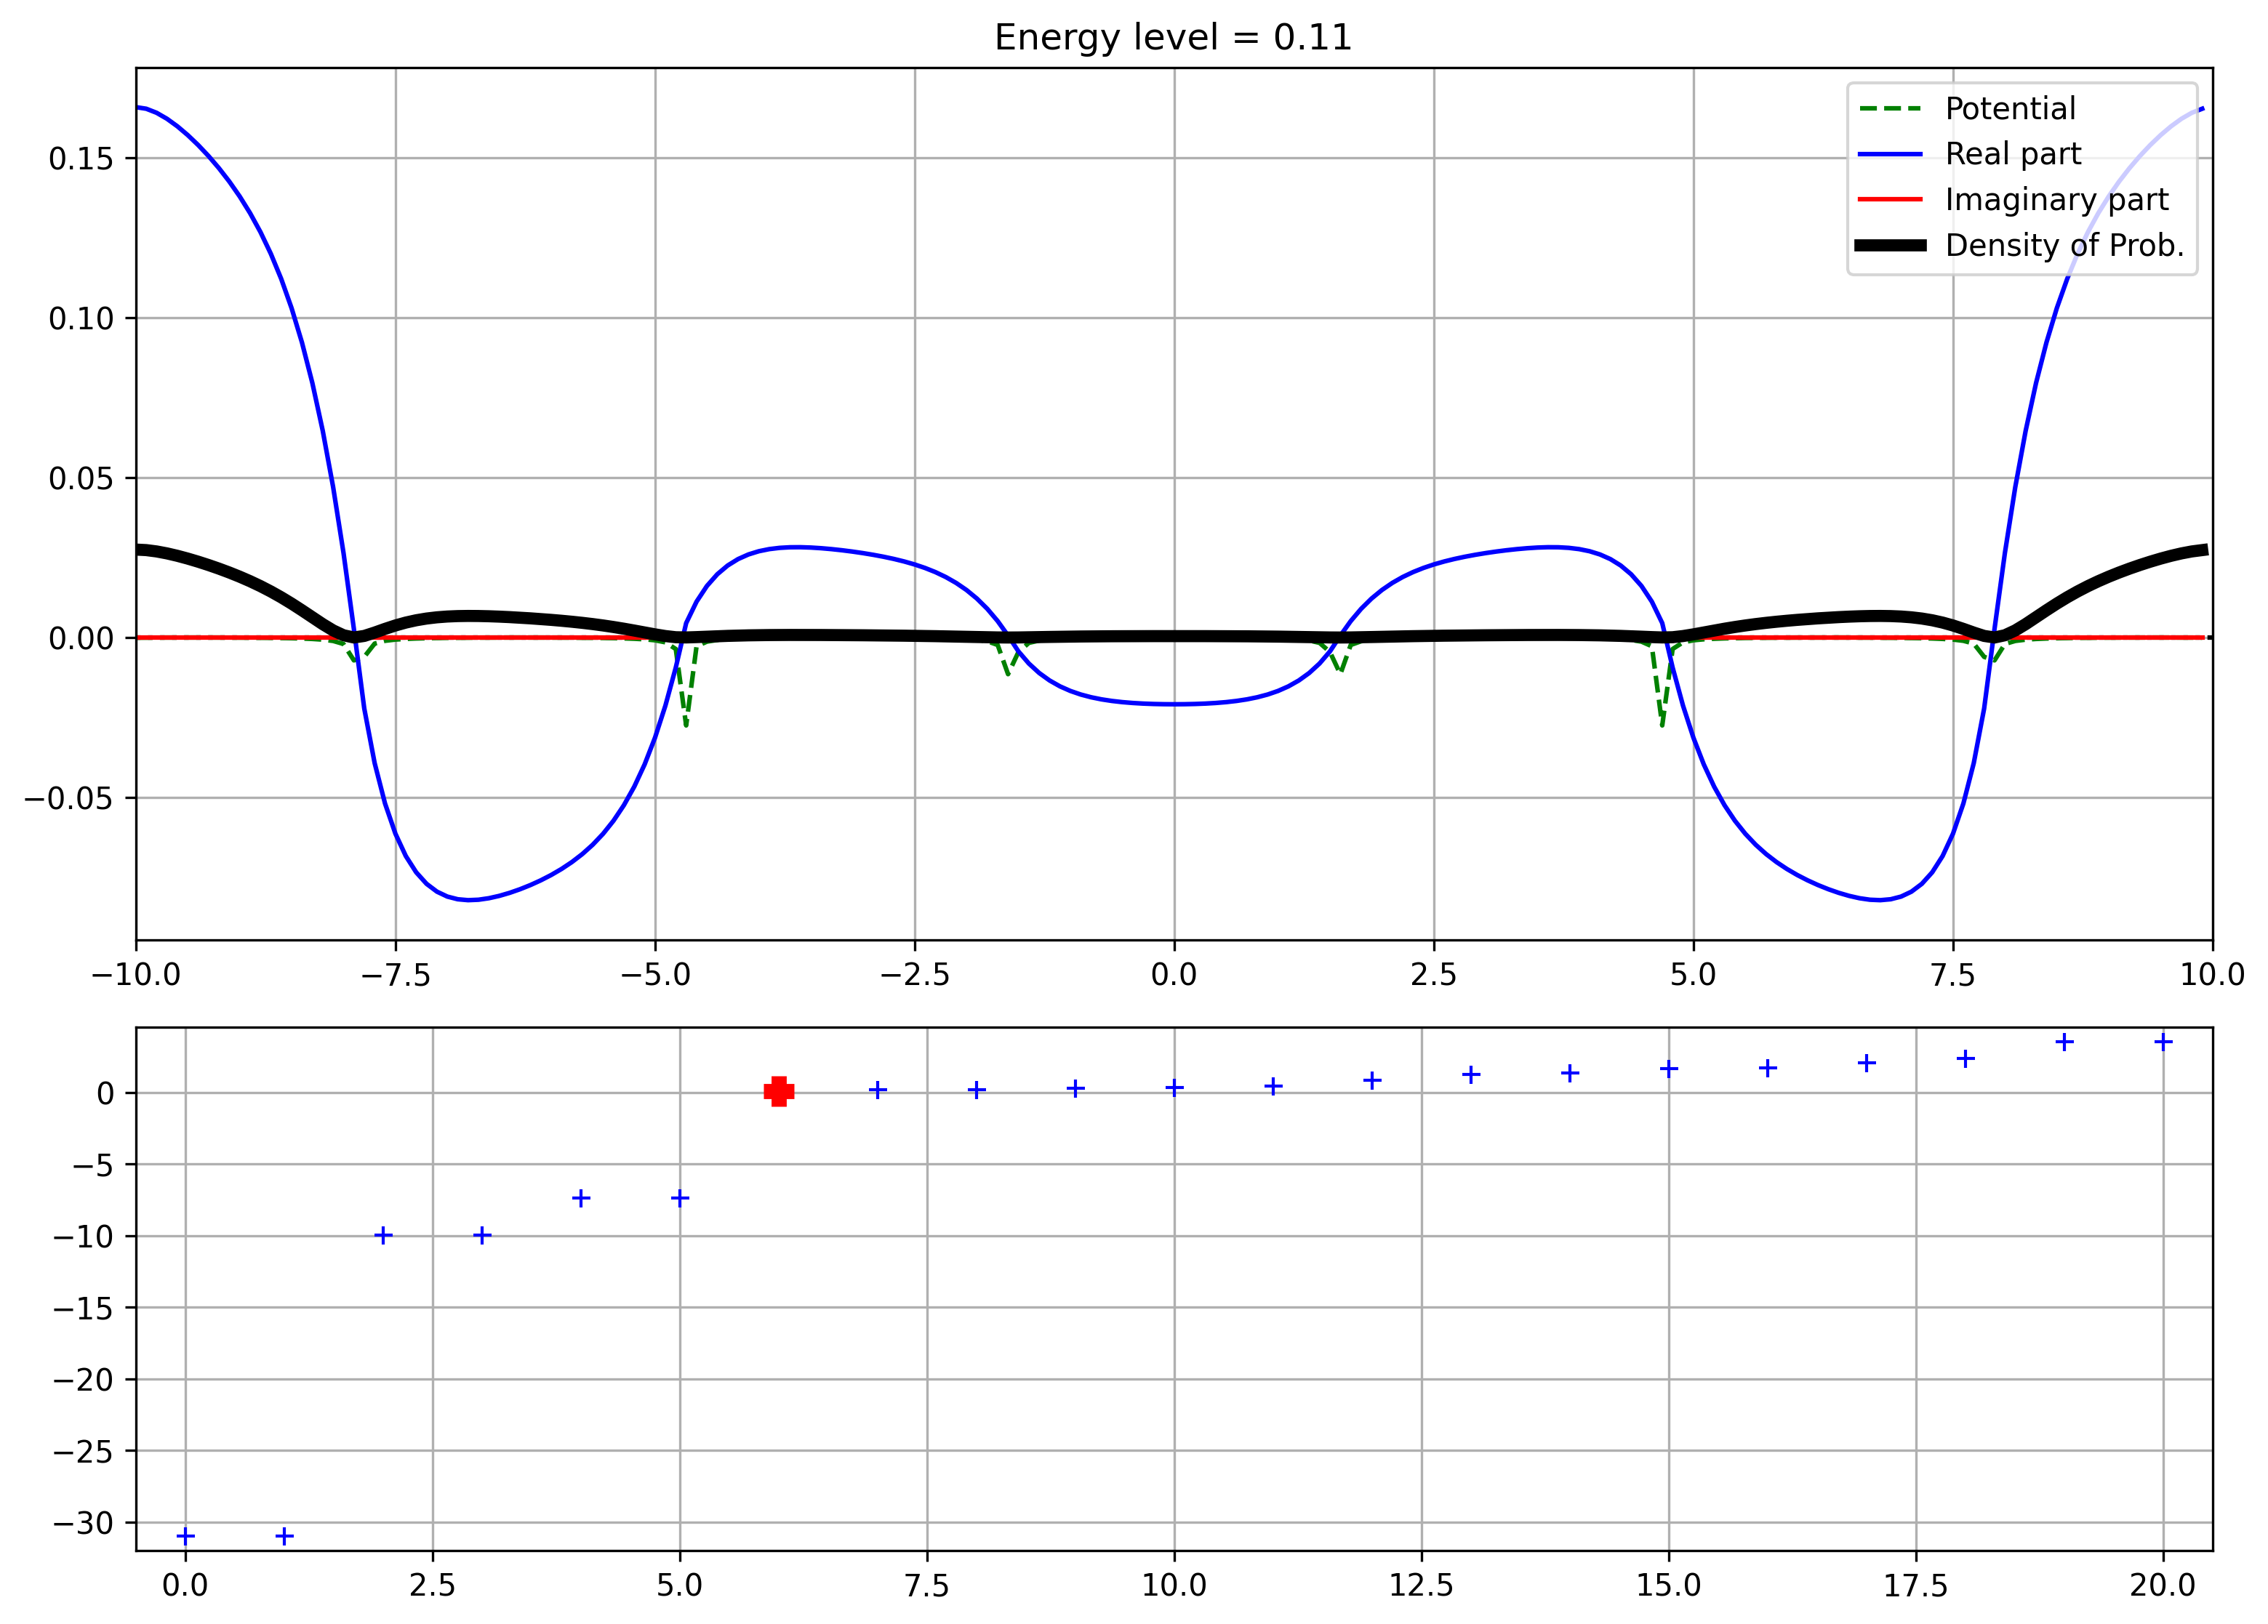 Energy level = 0.11
Potential
Real part
Imaginary part
Density of Prob.
0.15
0.10
0.05
0.00
−0.05
−10.0 −7.5 −5.0 −2.5 0.0 2.5 5.0 7.5 10.0
0
−5
−10
−15
−20
−25
−30
0.0 2.5 5.0 7.5 10.0 12.5 15.0 17.5 20.0